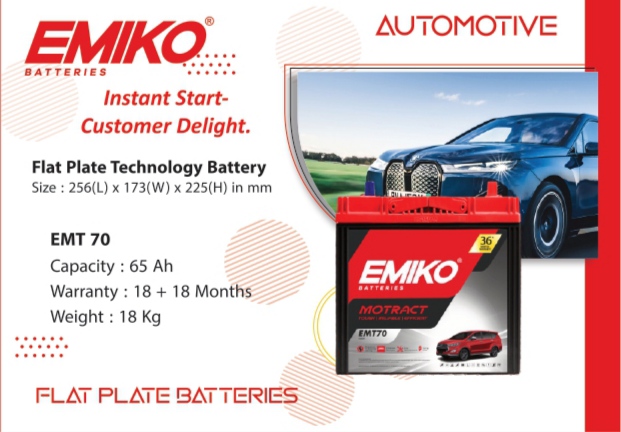 EMIKO®
BATTERIES
AUTOMOTIVE
Instant Start-
Customer Delight.
Flat Plate Technology Battery
Size : 256(L) x 173(W) x 225(H) in mm
EMT 70
Capacity : 65 Ah
Warranty : 18 + 18 Months
Weight : 18 Kg
36
EMIKO®
BATTERIES
MOTRACT
EMT70
FLAT PLATE BATTERIES